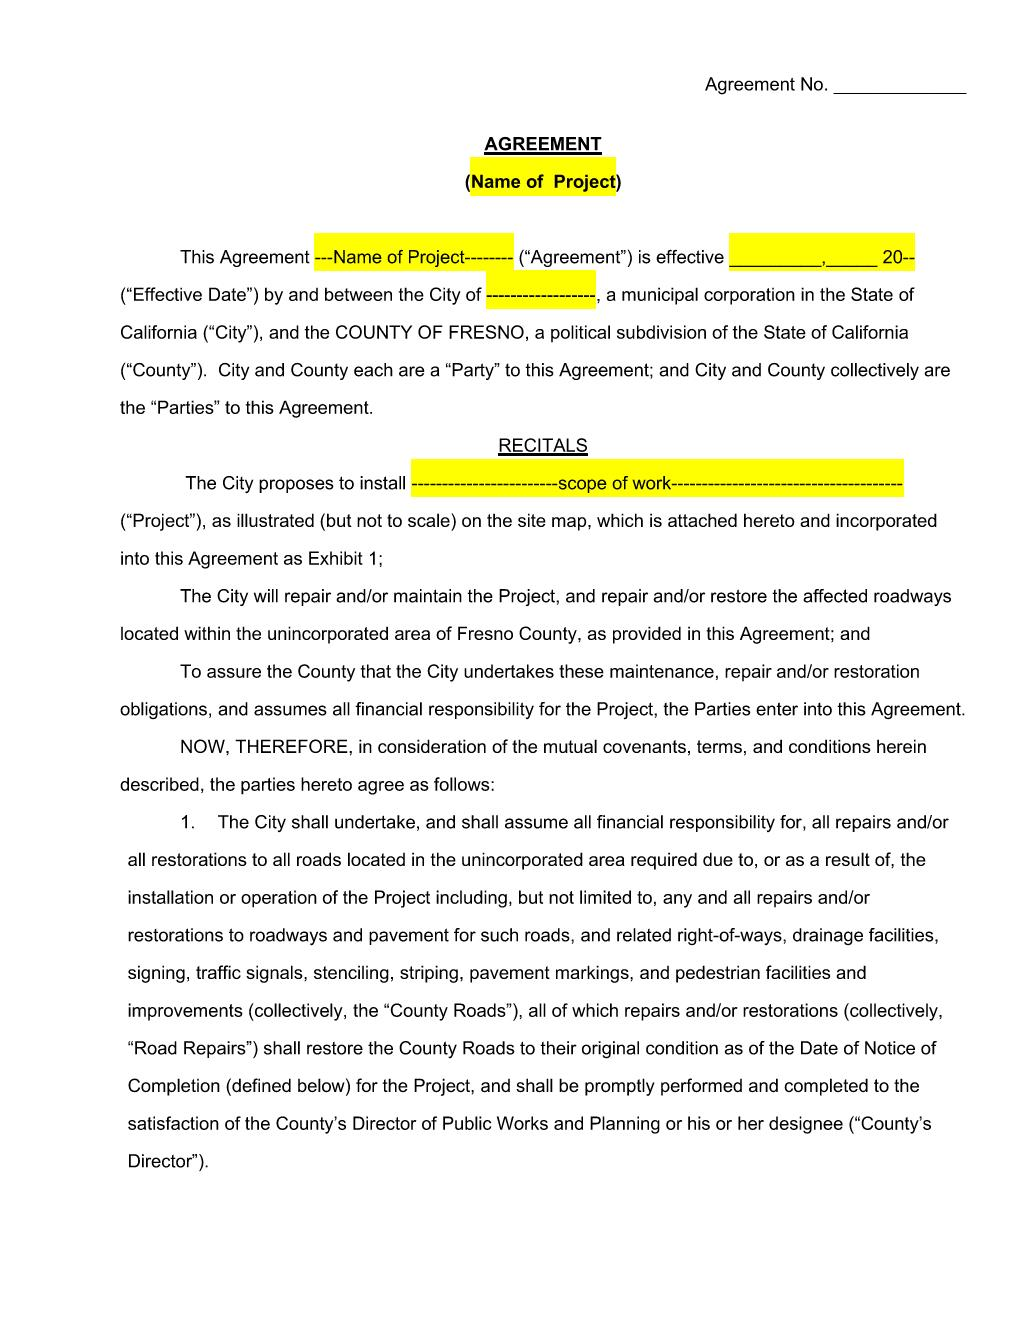 Agreement No. _____________
AGREEMENT
(Name of  Project)
This Agreement ---Name of Project-------- (“Agreement”) is effective _________,_____ 20--
(“Effective Date”) by and between the City of ------------------, a municipal corporation in the State of
California (“City”), and the COUNTY OF FRESNO, a political subdivision of the State of California
(“County”).  City and County each are a “Party” to this Agreement; and City and County collectively are
the “Parties” to this Agreement.
RECITALS
The City proposes to install ------------------------scope of work--------------------------------------
(“Project”), as illustrated (but not to scale) on the site map, which is attached hereto and incorporated
into this Agreement as Exhibit 1;
The City will repair and/or maintain the Project, and repair and/or restore the affected roadways
located within the unincorporated area of Fresno County, as provided in this Agreement; and
To assure the County that the City undertakes these maintenance, repair and/or restoration
obligations, and assumes all financial responsibility for the Project, the Parties enter into this Agreement.
NOW, THEREFORE, in consideration of the mutual covenants, terms, and conditions herein
described, the parties hereto agree as follows:
1.    The City shall undertake, and shall assume all financial responsibility for, all repairs and/or
all restorations to all roads located in the unincorporated area required due to, or as a result of, the
installation or operation of the Project including, but not limited to, any and all repairs and/or
restorations to roadways and pavement for such roads, and related right-of-ways, drainage facilities,
signing, traffic signals, stenciling, striping, pavement markings, and pedestrian facilities and
improvements (collectively, the “County Roads”), all of which repairs and/or restorations (collectively,
“Road Repairs”) shall restore the County Roads to their original condition as of the Date of Notice of
Completion (defined below) for the Project, and shall be promptly performed and completed to the
satisfaction of the County’s Director of Public Works and Planning or his or her designee (“County’s
Director”).